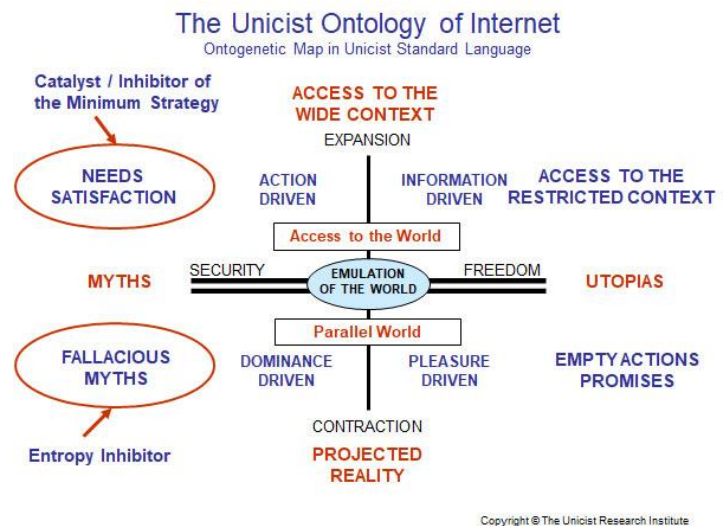 The Unicist Ontology of Internet
Ontogenetic Map in Unicist Standard Language
Catalyst / Inhibitor of
the Minimum Strategy
ACCESS TO THE
WIDE CONTEXT
EXPANSION
NEEDS
SATISFACTION
ACTION
DRIVEN
INFORMATION
DRIVEN
ACCESS TO THE
RESTRICTED CONTEXT
Access to the World
MYTHS
SECURITY
EMULATION
OF THE WORLD
FREEDOM
UTOPIAS
Parallel World
FALLACIOUS
MYTHS
DOMINANCE
DRIVEN
PLEASURE
DRIVEN
EMPTY ACTIONS
PROMISES
CONTRACTION
Entropy Inhibitor
PROJECTED
REALITY
Copyright © The Unicist Research Institute